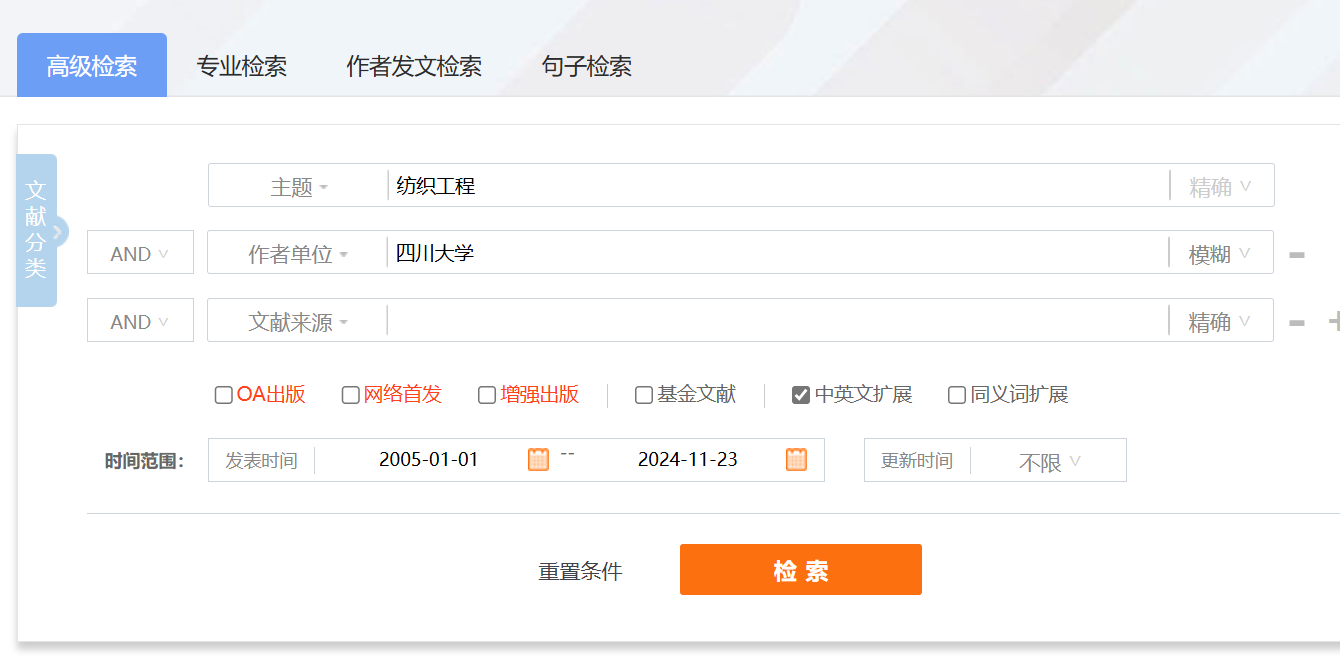 高级检索 专业检索 作者发文检索 句子检索
文献分类
主题 纺织工程 精确
AND 作者单位 四川大学 模糊
AND 文献来源 精确
OA出版 网络首发 增强出版 基金文献 中英文扩展 同义词扩展
时间范围: 发表时间 2005-01-01 -- 2024-11-23 更新时间 不限
重置条件 检索